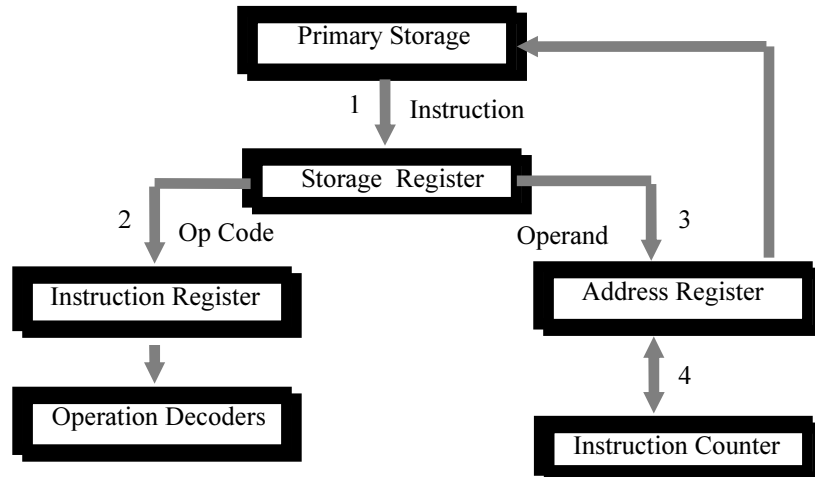 Primary Storage
1
Instruction
Storage Register
2
Op Code
Operand
3
Instruction Register
Address Register
4
Operation Decoders
Instruction Counter